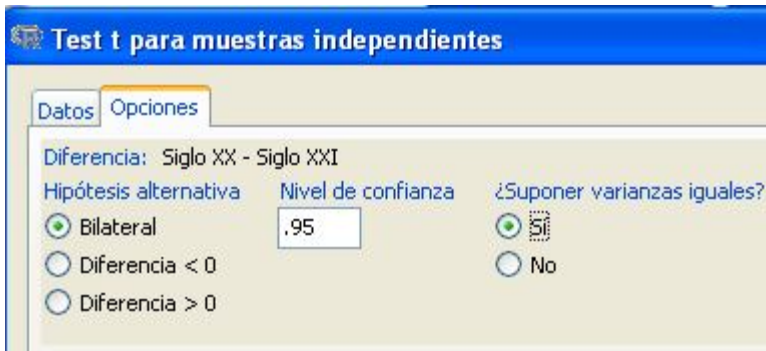 Test t para muestras independientes
Datos Opciones
Diferencia: Siglo XX - Siglo XXI
Hipótesis alternativa Nivel de confianza ¿Suponer varianzas iguales?
Bilateral .95 Sí
Diferencia < 0 No
Diferencia > 0